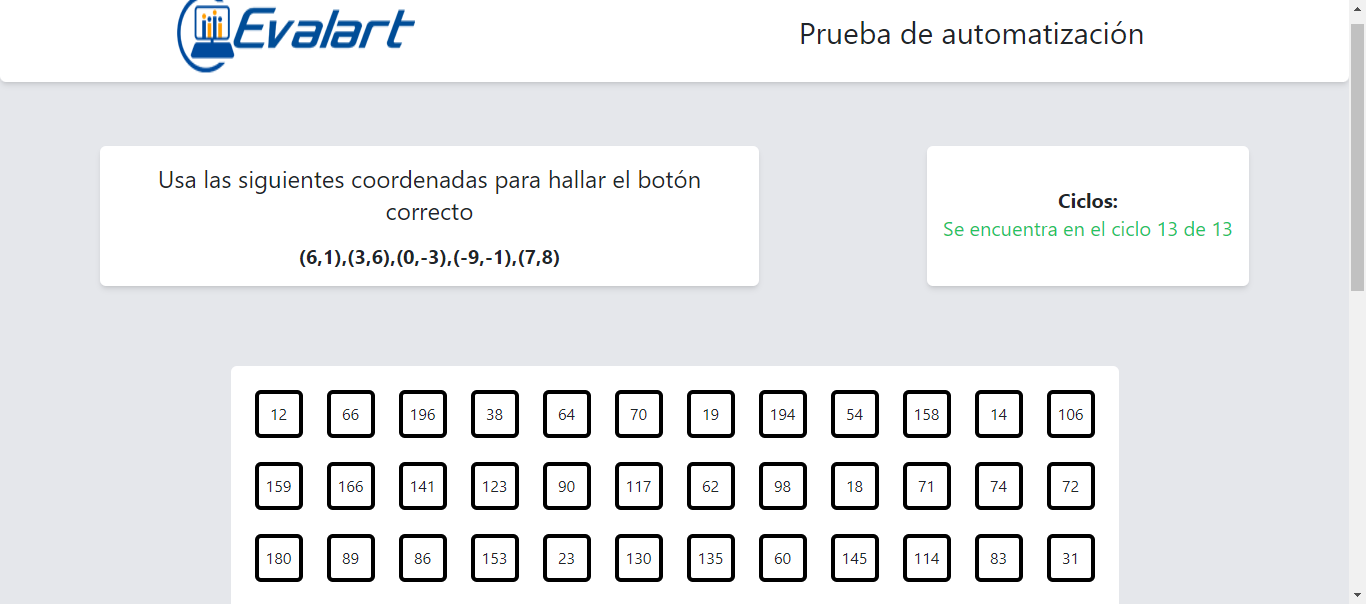 Evalart
Prueba de automatización
Usa las siguientes coordenadas para hallar el botón
correcto
(6,1),(3,6),(0,-3),(-9,-1),(7,8)
Ciclos:
Se encuentra en el ciclo 13 de 13
12 66 196 38 64 70 19 194 54 158 14 106
159 166 141 123 90 117 62 98 18 71 74 72
180 89 86 153 23 130 135 60 145 114 83 31